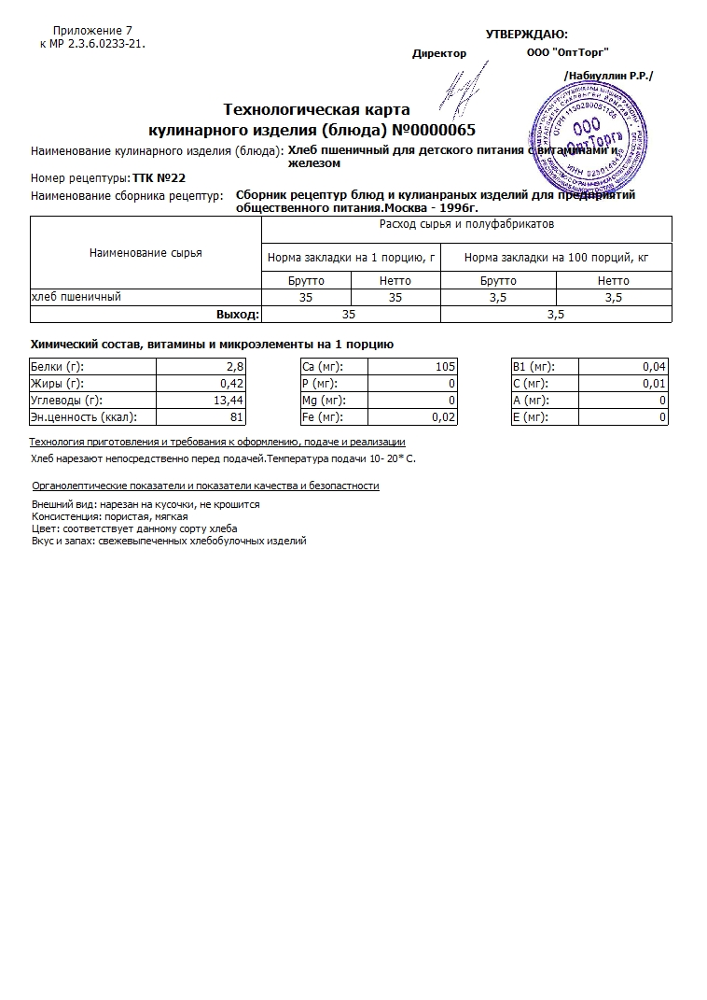 Приложение 7
к МР 2.3.6.0233-21.
УТВЕРЖДАЮ:
Директор ООО "ОптТорг"
/Набиуллин Р.Р./
ООО
«ОптТорг»
Технологическая карта
кулинарного изделия (блюда) №0000065
Наименование кулинарного изделия (блюда): Хлеб пшеничный для детского питания с витаминами и
железом
Номер рецептуры: ТТК №22
Наименование сборника рецептур: Сборник рецептур блюд и кулианраных изделий для предприятий
общественного питания.Москва - 1996г.
Наименование сырья Расход сырья и полуфабрикатов
Норма закладки на 1 порцию, г Норма закладки на 100 порций, кг
Брутто Нетто Брутто Нетто
хлеб пшеничный 35 35 3,5 3,5
Выход: 35 3,5
Химический состав, витамины и микроэлементы на 1 порцию
Белки (г): 2,8 Ca (мг): 105 B1 (мг): 0,04
Жиры (г): 0,42 P (мг): 0 C (мг): 0,01
Углеводы (г): 13,44 Mg (мг): 0 A (мг): 0
Эн.ценность (ккал): 81 Fe (мг): 0,02 E (мг): 0
Технология приготовления и требования к оформлению, подаче и реализации
Хлеб нарезают непосредственно перед подачей.Температура подачи 10- 20* С.
Органолептические показатели и показатели качества и безопастности
Внешний вид: нарезан на кусочки, не крошится
Консистенция: пористая, мягкая
Цвет: соответствует данному сорту хлеба
Вкус и запах: свежевыпеченных хлебобулочных изделий